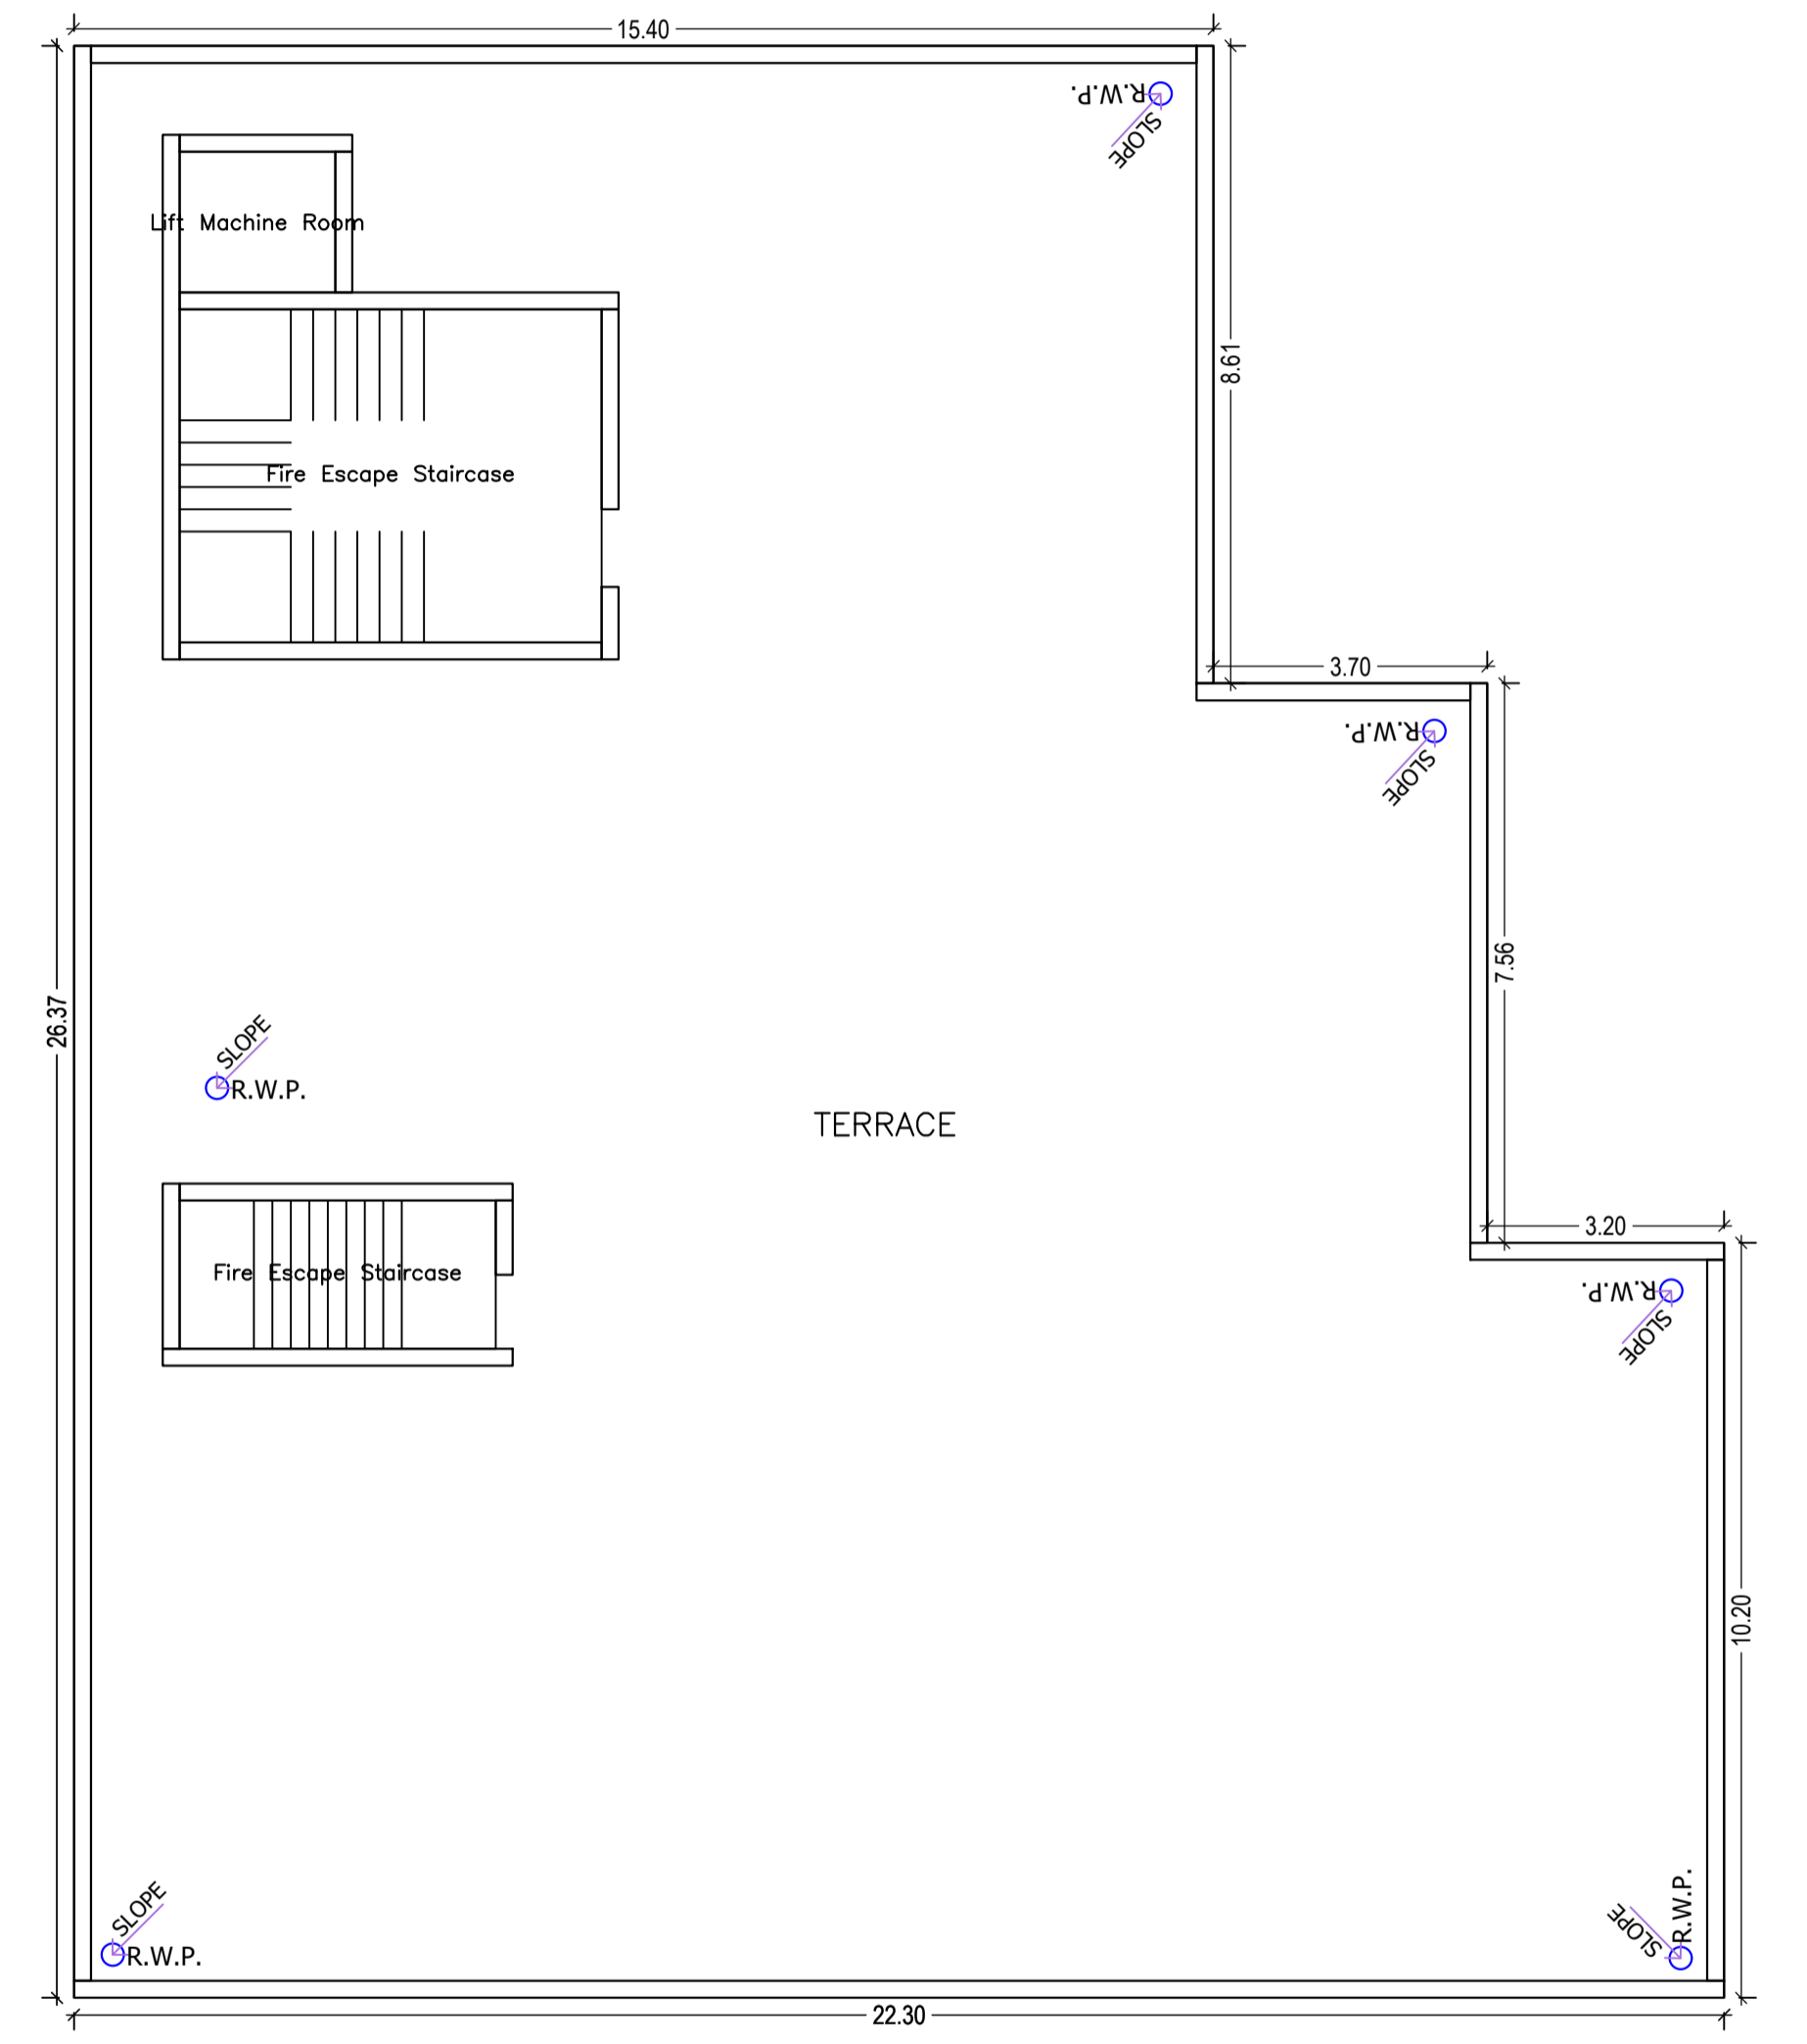 15.40
R.W.P.
SLOPE
Lift Machine Room
8.61
Fire Escape Staircase
3.70
R.W.P.
SLOPE
7.56
26.37
SLOPE
R.W.P.
TERRACE
3.20
Fire Escape Staircase
R.W.P.
SLOPE
10.20
SLOPE
R.W.P.
SLOPE
R.W.P.
22.30